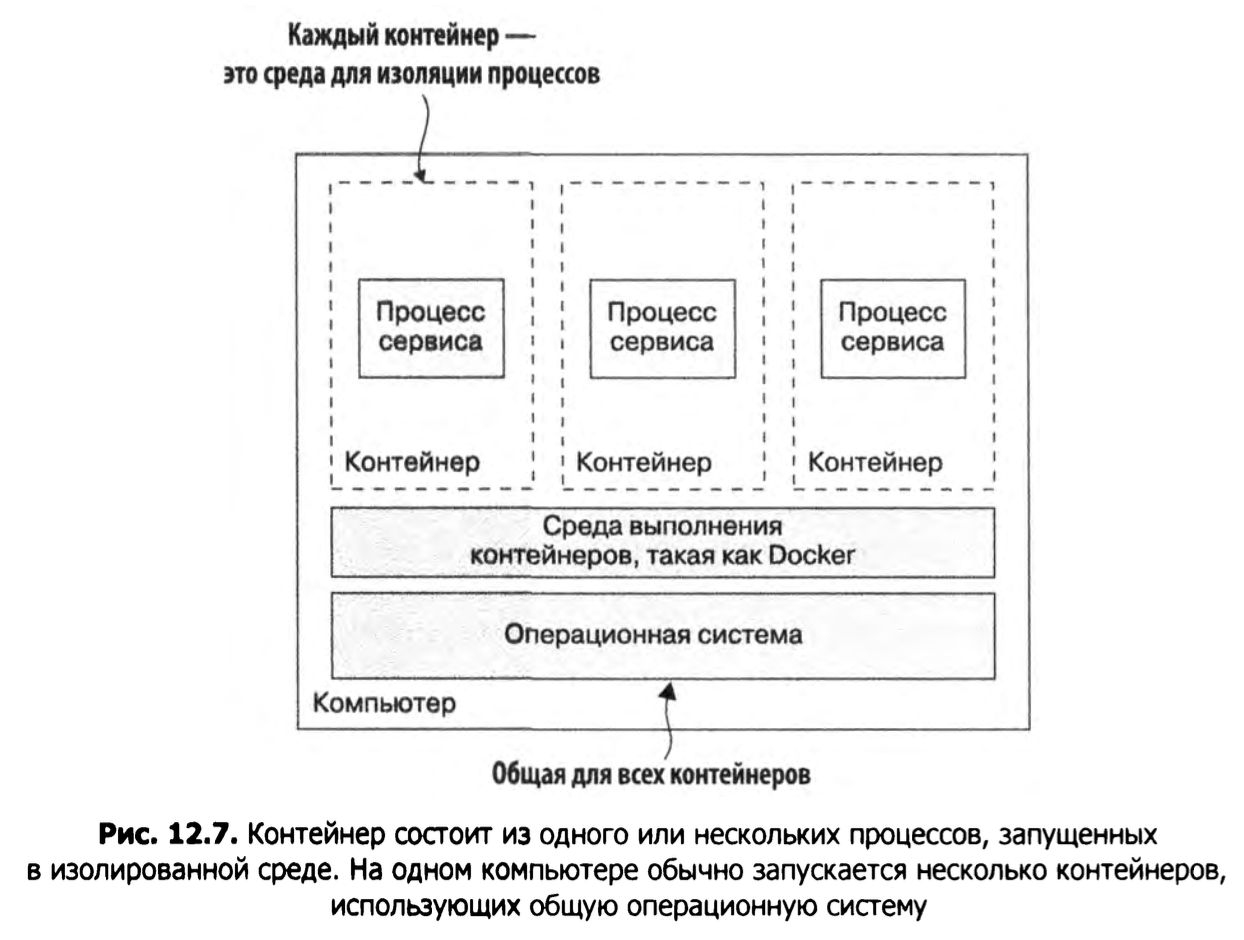 Каждый контейнер —
это среда для изоляции процессов
Процесс
сервиса
Процесс
сервиса
Процесс
сервиса
Контейнер
Контейнер
Контейнер
Среда выполнения
контейнеров, такая как Docker
Операционная система
Компьютер
Общая для всех контейнеров
Рис. 12.7. Контейнер состоит из одного или нескольких процессов, запущенных
в изолированной среде. На одном компьютере обычно запускается несколько контейнеров,
использующих общую операционную систему